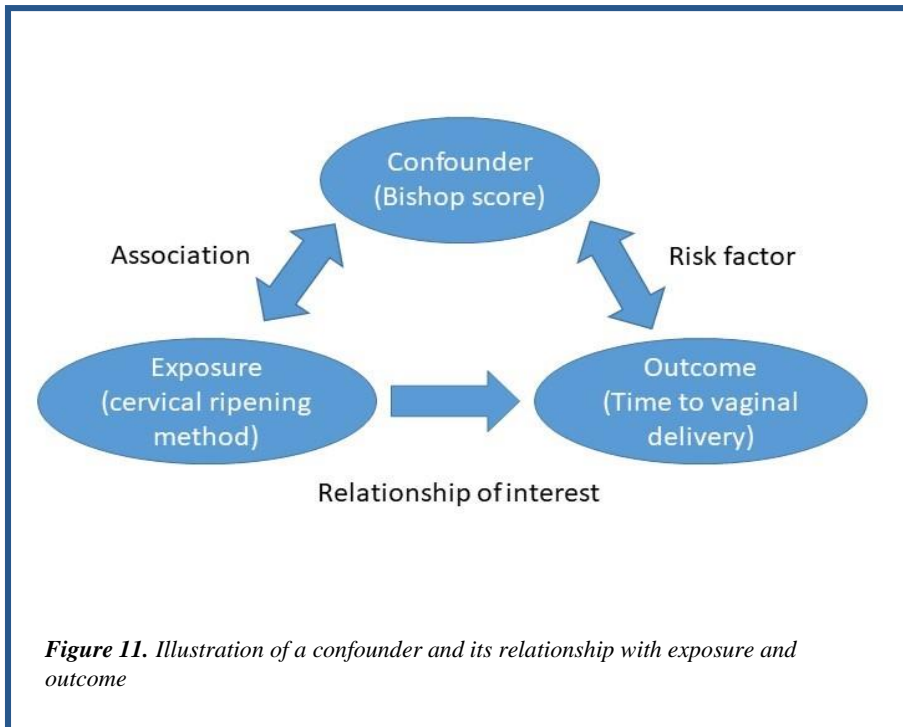 Confounder
(Bishop score)
Association
Risk factor
Exposure
(cervical ripening
method)
Outcome
(Time to vaginal
delivery)
Relationship of interest
Figure 11. Illustration of a confounder and its relationship with exposure and
outcome